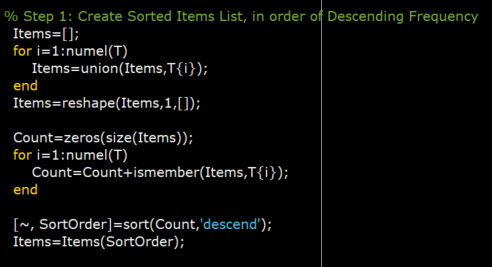 % Step 1: Create Sorted Items List, in order of Descending Frequency
Items=[];
for i=1:numel(T)
Items=union(Items,T{i});
end
Items=reshape(Items,1,[]);
Count=zeros(size(Items));
for i=1:numel(T)
Count=Count+ismember(Items,T{i});
end
[~, SortOrder]=sort(Count,'descend');
Items=Items(SortOrder);